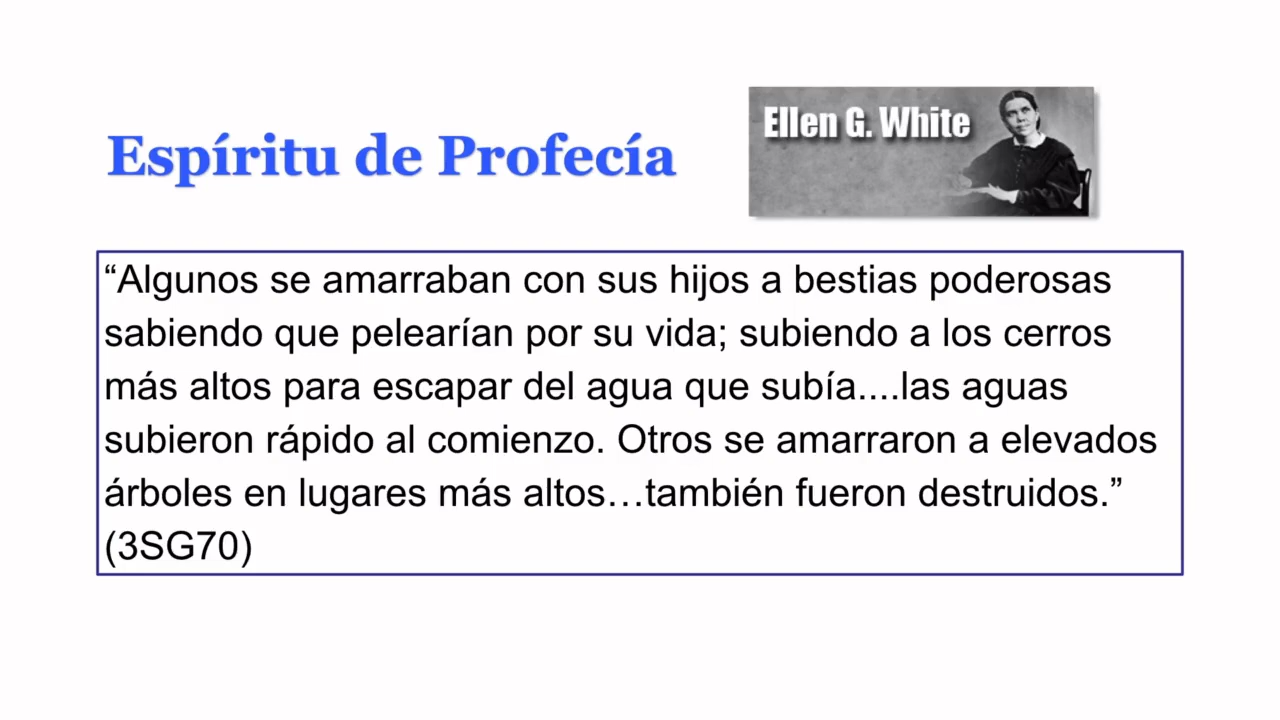 Espíritu de Profecía
Ellen G. White
“Algunos se amarraban con sus hijos a bestias poderosas
sabiendo que pelearían por su vida; subiendo a los cerros
más altos para escapar del agua que subía....las aguas
subieron rápido al comienzo. Otros se amarraron a elevados
árboles en lugares más altos…también fueron destruidos.”
(3SG70)